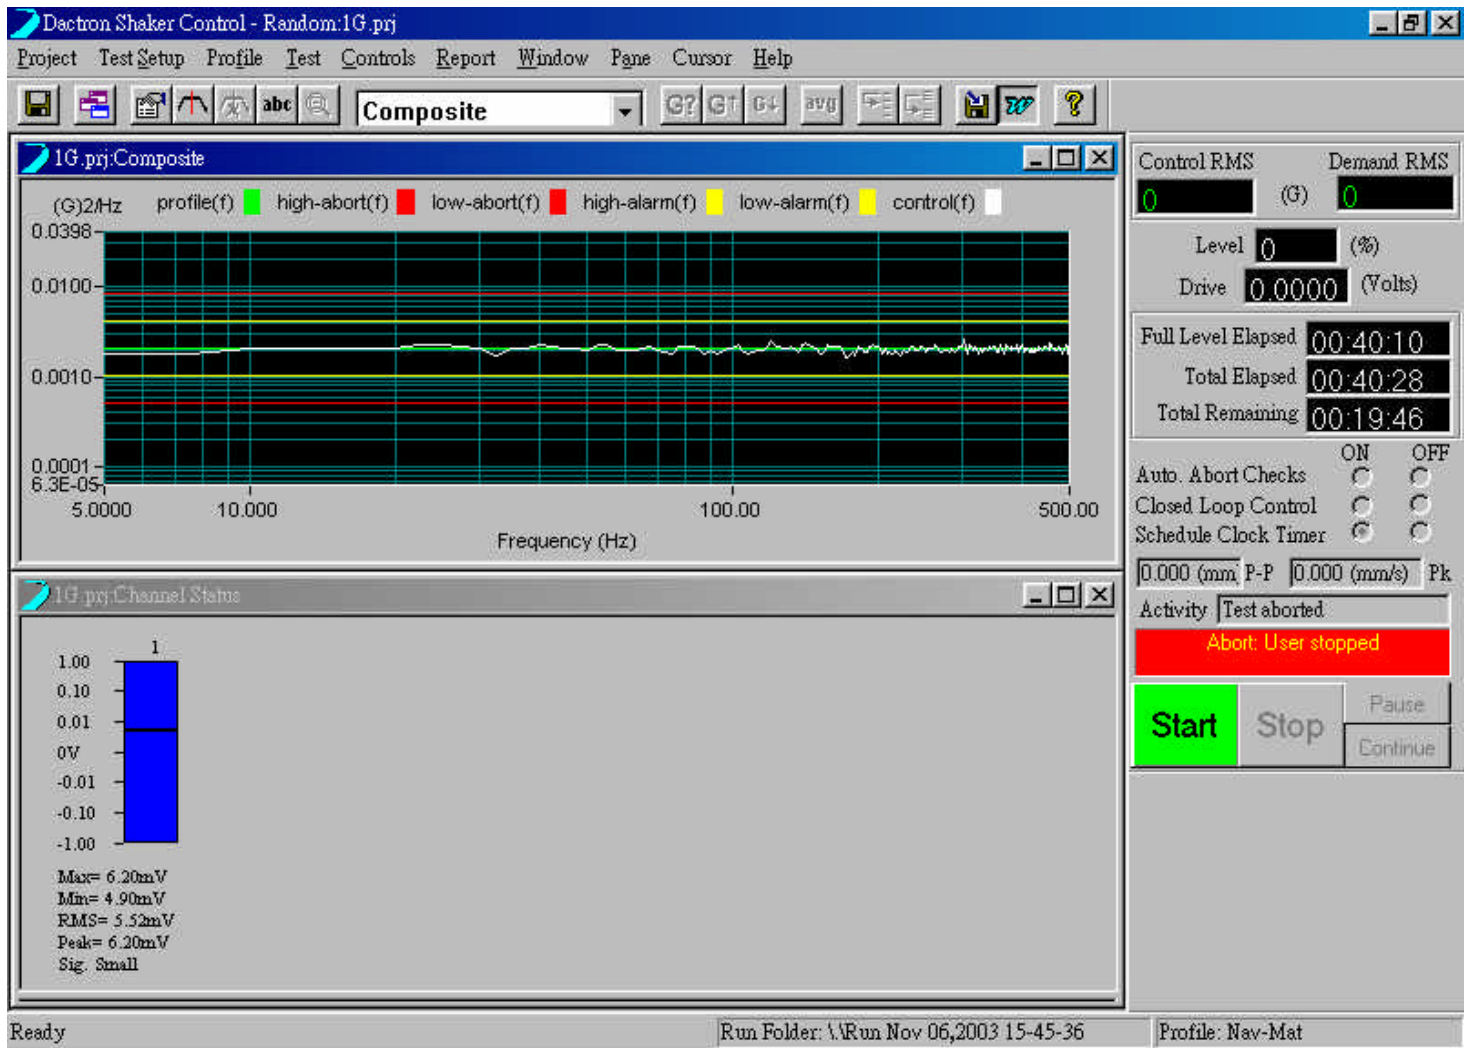 Dactron Shaker Control - Random:1G.prj
Project Test Setup Profile Test Controls Report Window Pane Cursor Help
abc Composite G? G↑ G↓ avg ?
1G.prj:Composite
(G)2/Hz profile(f) high-abort(f) low-abort(f) high-alarm(f) low-alarm(f) control(f)
0.0398
0.0100
0.0010
0.0001
6.3E-05
5.0000 10.000 100.00 500.00
Frequency (Hz)
1G.prj:Channel Status
1
1.00
0.10
0.01
0V
-0.01
-0.10
-1.00
Max= 6.20mV
Min= 4.90mV
RMS= 5.52mV
Peak= 6.20mV
Sig. Small
Control RMS Demand RMS
0 (G) 0
Level 0 (%)
Drive 0.0000 (Volts)
Full Level Elapsed 00:40:10
Total Elapsed 00:40:28
Total Remaining 00:19:46
ON OFF
Auto. Abort Checks
Closed Loop Control
Schedule Clock Timer
0.000 (mm P-P 0.000 (mm/s) Pk
Activity Test aborted
Abort: User stopped
Start Stop Pause
Continue
Ready Run Folder: \.\Run Nov 06,2003 15-45-36 Profile: Nav-Mat